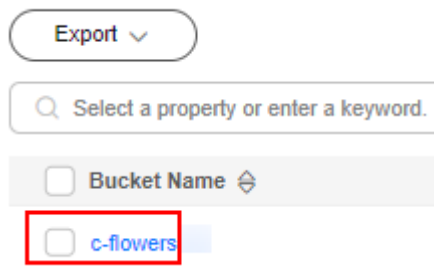 Export
Select a property or enter a keyword.
Bucket Name
c-flowers